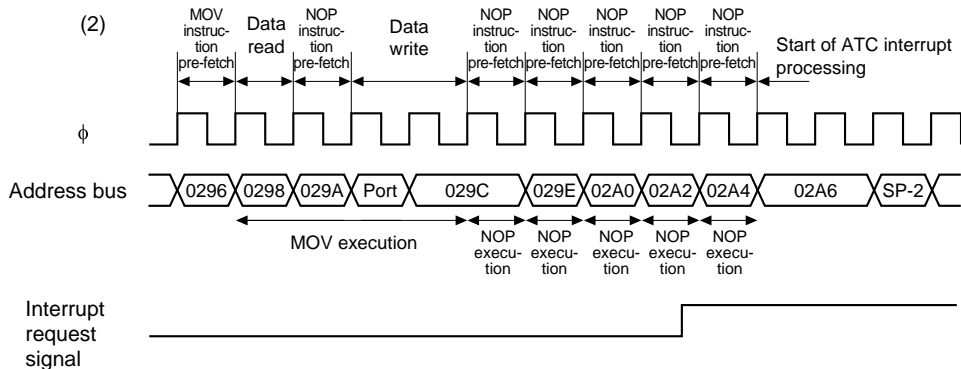 (2)
MOV
instruc-
tion
pre-fetch
Data
read
NOP
instruc-
tion
pre-fetch
Data
write
NOP
instruc-
tion
pre-fetch
NOP
instruc-
tion
pre-fetch
NOP
instruc-
tion
pre-fetch
NOP
instruc-
tion
pre-fetch
NOP
instruc-
tion
pre-fetch
Start of ATC interrupt
processing
ϕ
Address bus
0296
0298
029A
Port
029C
029E
02A0
02A2
02A4
02A6
SP-2
MOV execution
NOP
execu-
tion
NOP
execu-
tion
NOP
execu-
tion
NOP
execu-
tion
NOP
execu-
tion
Interrupt
request
signal